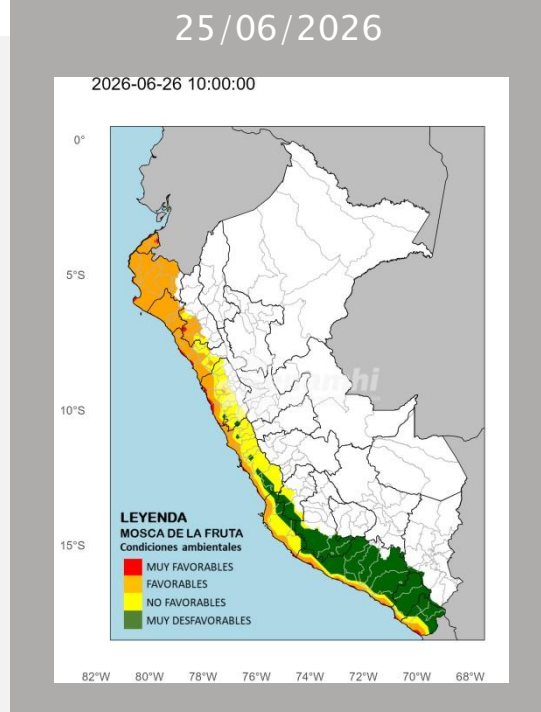 25/06/2026
2026-06-26 10:00:00
0°
5°S
10°S
15°S
LEYENDA
MOSCA DE LA FRUTA
Condiciones ambientales
MUY FAVORABLES
FAVORABLES
NO FAVORABLES
MUY DESFAVORABLES
82°W 80°W 78°W 76°W 74°W 72°W 70°W 68°W